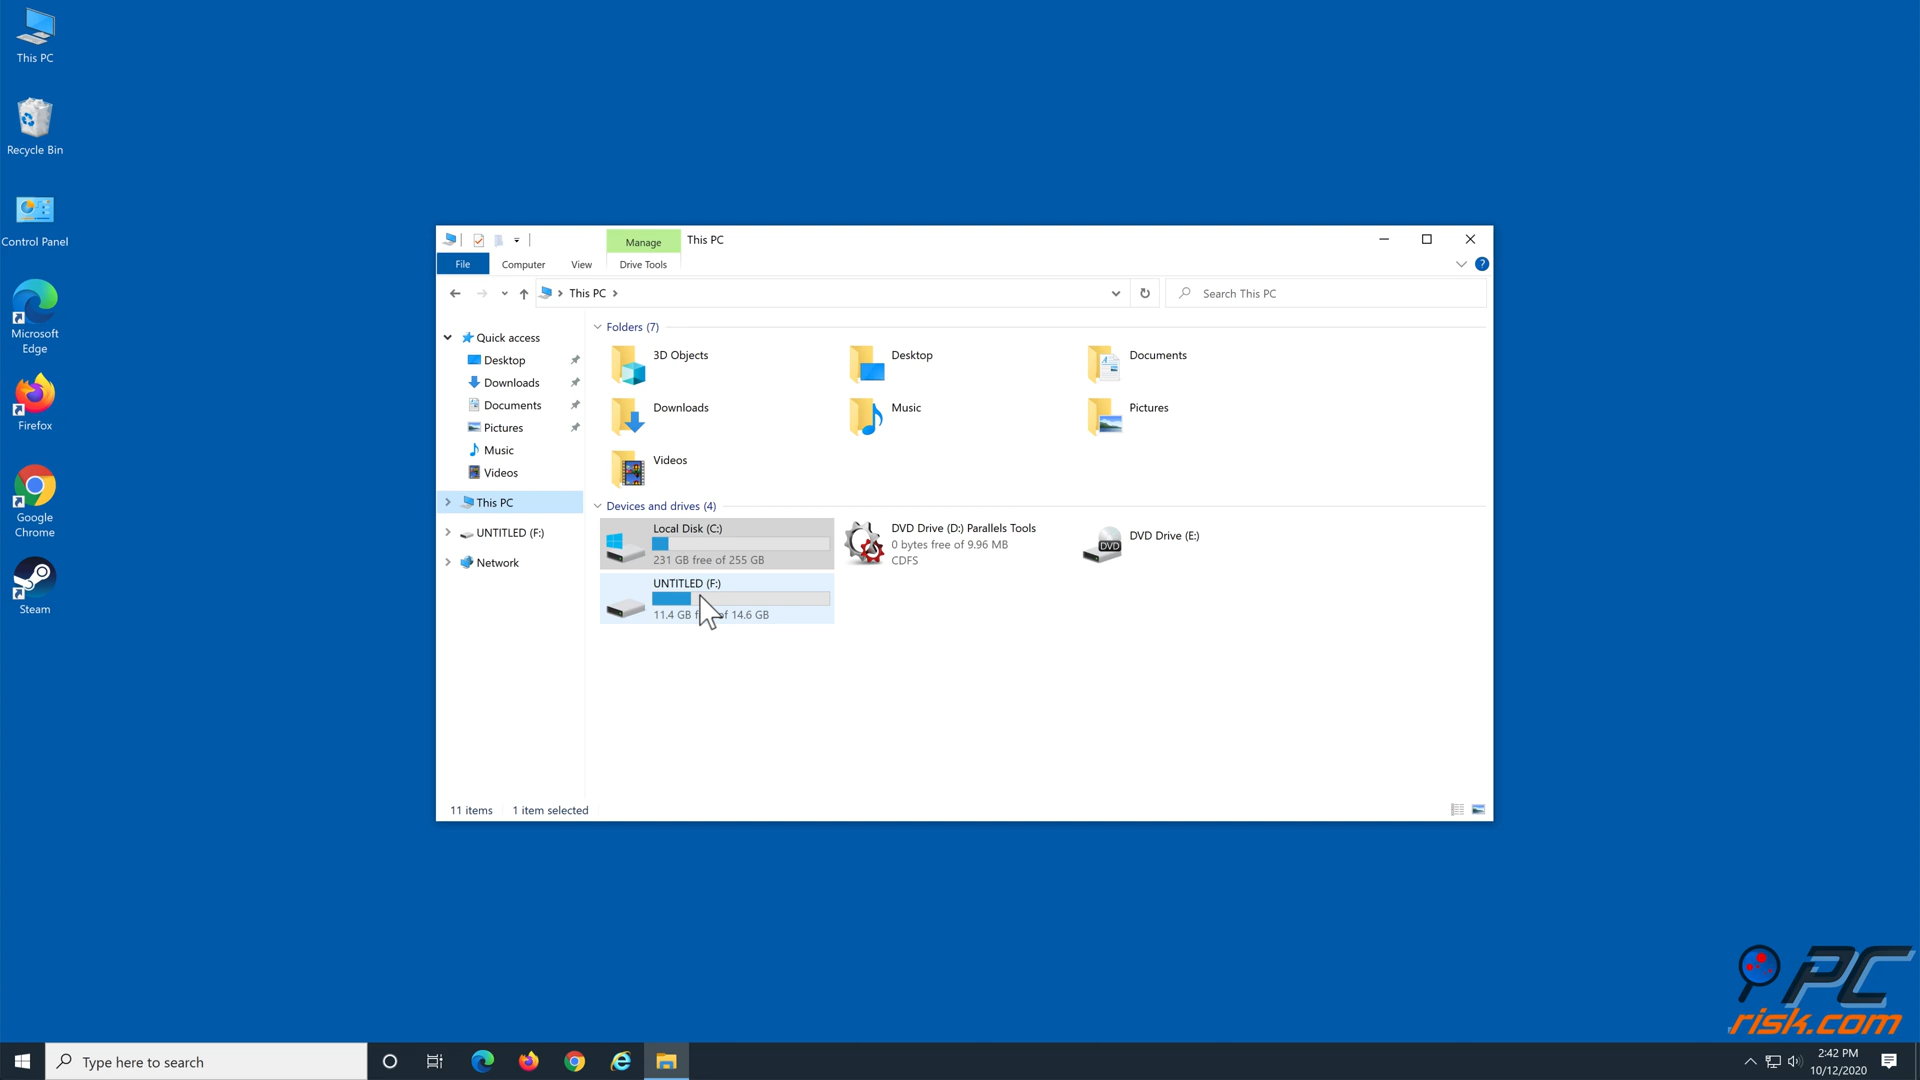 This PC
Recycle Bin
Control Panel
Microsoft
Edge
Firefox
Google
Chrome
Steam
Manage
This PC
File
Computer
View
Drive Tools
This PC
Search This PC
Quick access
Desktop
Downloads
Documents
Pictures
Music
Videos
This PC
UNTITLED (F:)
Network
Folders (7)
3D Objects
Desktop
Documents
Downloads
Music
Pictures
Videos
Devices and drives (4)
Local Disk (C:)
231 GB free of 255 GB
DVD Drive (D:) Parallels Tools
0 bytes free of 9.96 MB
CDFS
DVD
DVD Drive (E:)
UNTITLED (F:)
11.4 GB of 14.6 GB
11 items
1 item selected
PC
risk.com
Type here to search
2:42 PM
10/12/2020